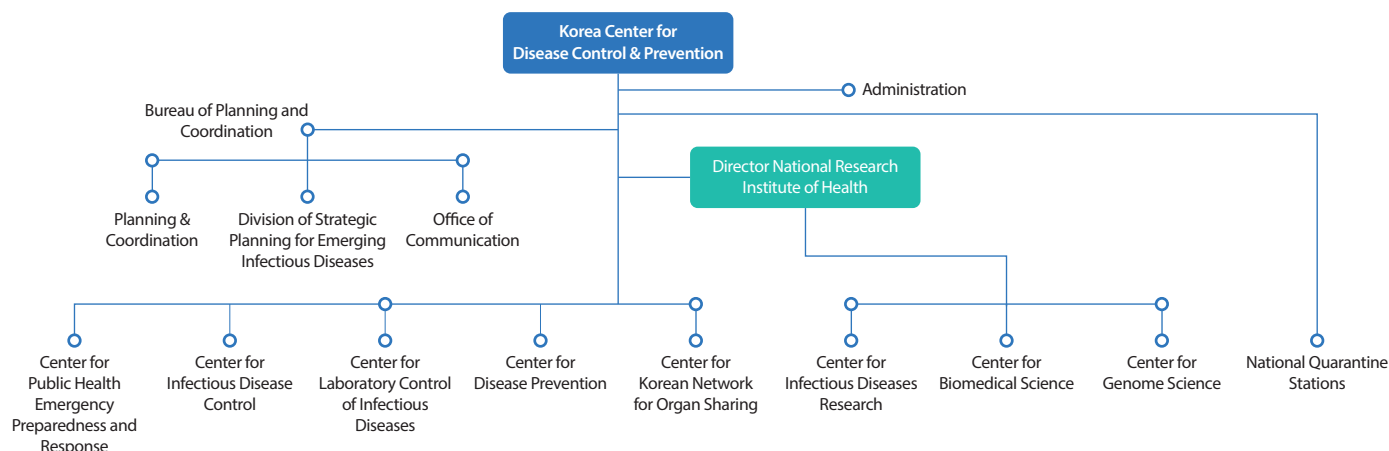 Korea Center for
Disease Control & Prevention
Administration
Bureau of Planning and
Coordination
Director National Research
Institute of Health
Planning &
Coordination
Division of Strategic
Planning for Emerging
Infectious Diseases
Office of
Communication
Center for
Public Health
Emergency
Preparedness and
Response
Center for
Infectious Disease
Control
Center for
Laboratory Control
of Infectious
Diseases
Center for
Disease Prevention
Center for
Korean Network
for Organ Sharing
Center for
Infectious Diseases
Research
Center for
Biomedical Science
Center for
Genome Science
National Quarantine
Stations